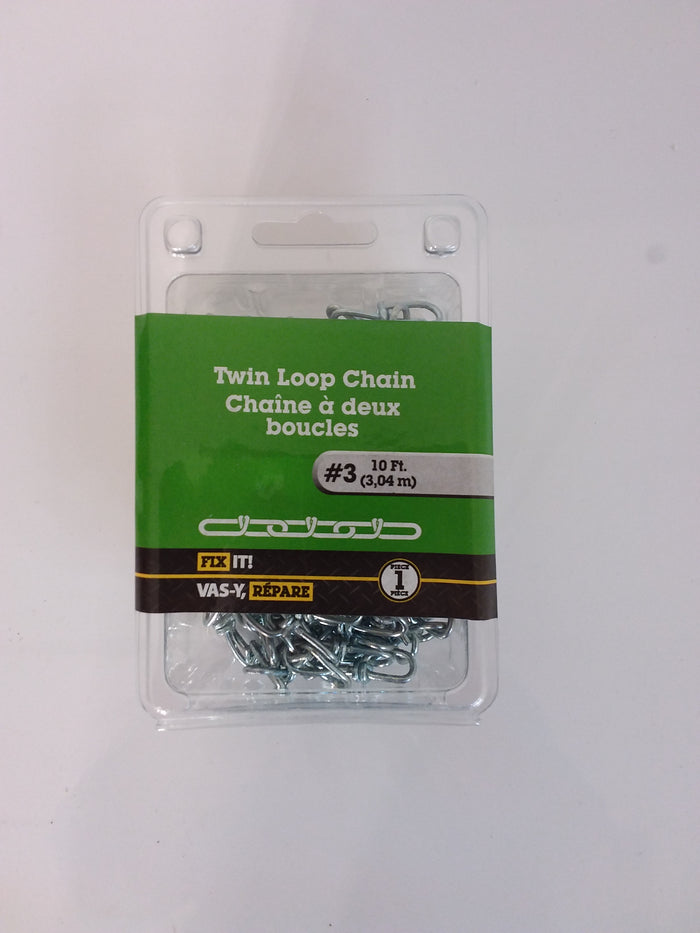 Twin Loop Chain
Chaîne à deux
boucles
#3 10 Ft.
(3,04 m)
FIX IT!
VAS-Y, RÉPARE
PIECE
1
PIÈCE